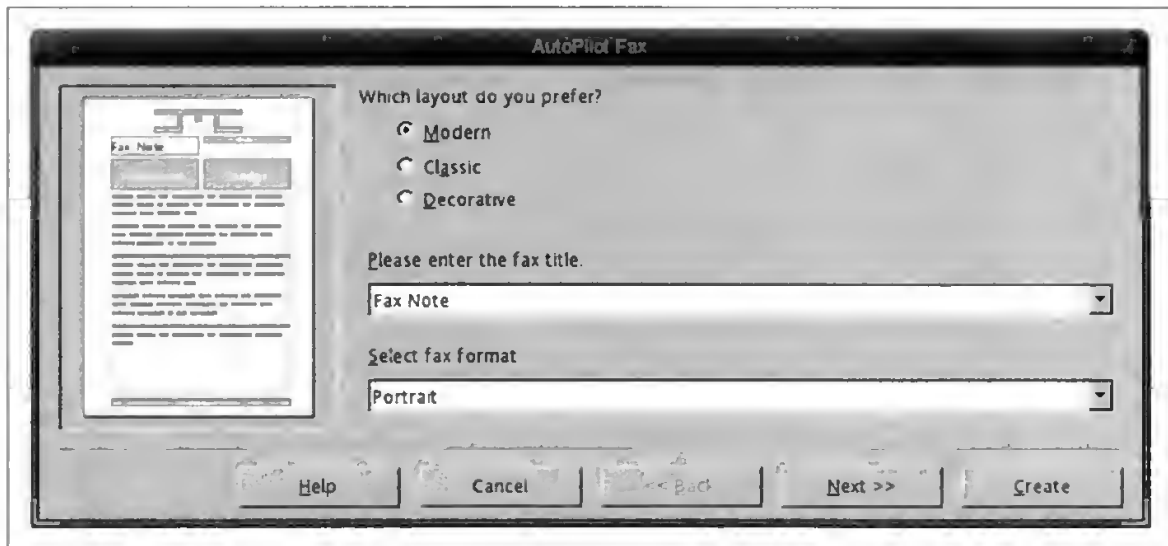 AutoPilot Fax
Which layout do you prefer?
Modern
Classic
Decorative
Fax Note
Please enter the fax title.
Fax Note
Select fax format
Portrait
Help Cancel << Back Next >> Create